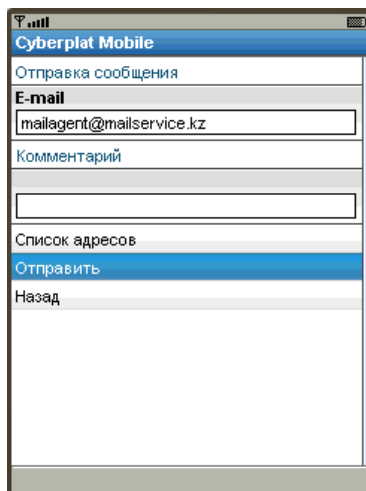 Cyberplat Mobile
Отправка сообщения
E-mail
mailagent@mailservice.kz
Комментарий
Список адресов
Отправить
Назад